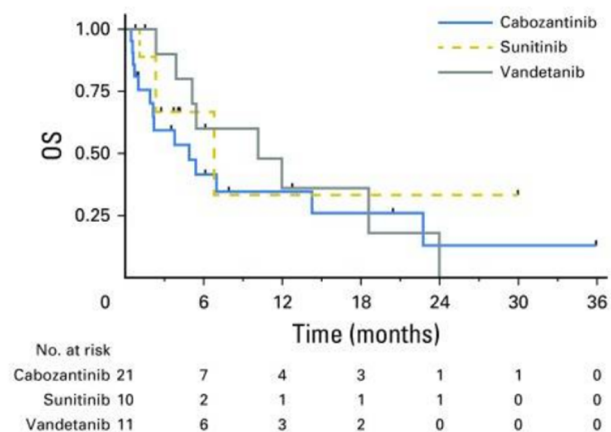 1.00
0.75
0.50
0.25
OS
Cabozantinib
Sunitinib
Vandetanib
0 6 12 18 24 30 36
Time (months)
No. at risk
Cabozantinib 21 7 4 3 1 1 0
Sunitinib 10 2 1 1 1 0 0
Vandetanib 11 6 3 2 0 0 0